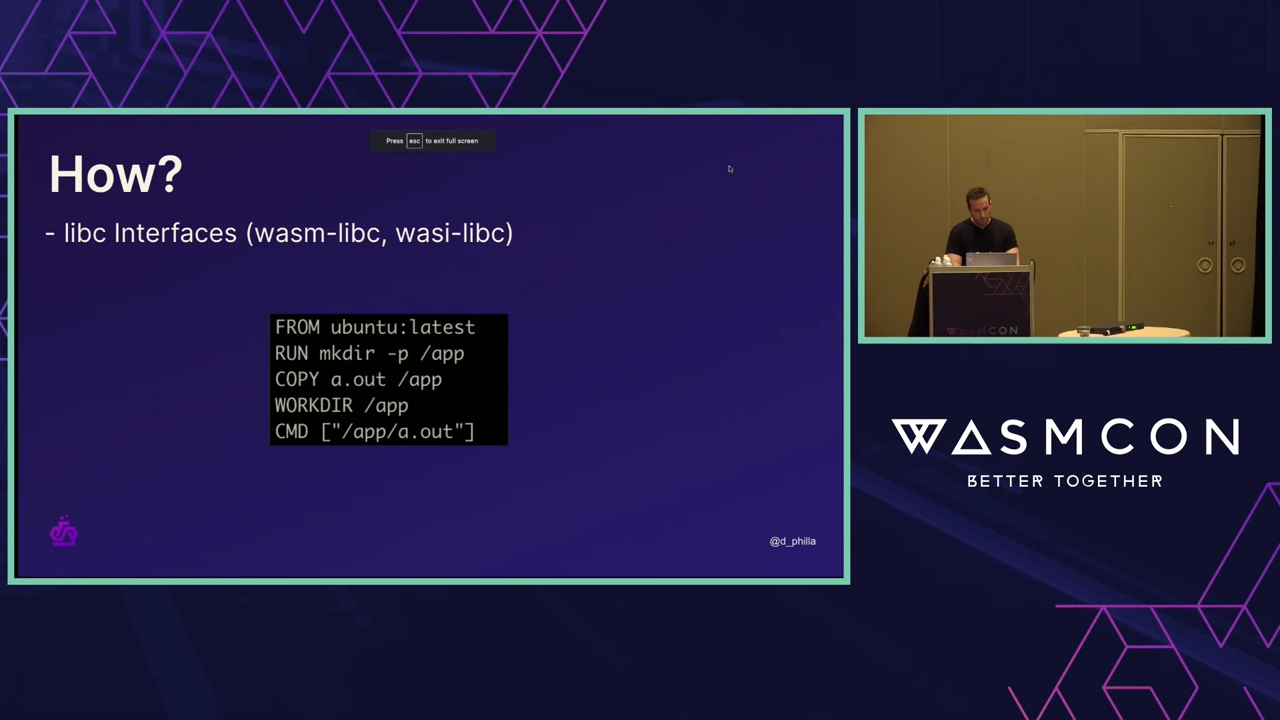 Press esc to exit full screen
How?
- libc Interfaces (wasm-libc, wasi-libc)
FROM ubuntu:latest
RUN mkdir -p /app
COPY a.out /app
WORKDIR /app
CMD ["/app/a.out"]
@d_philla
WASMCON
WASMCON
BETTER TOGETHER